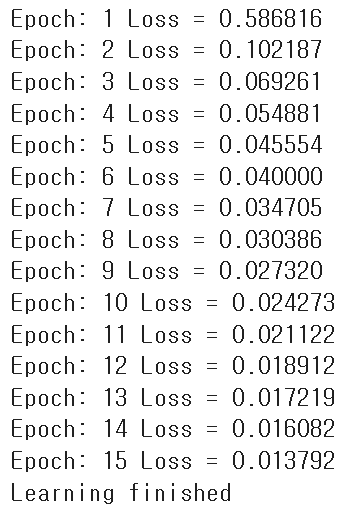 Epoch: 1 Loss = 0.586816
Epoch: 2 Loss = 0.102187
Epoch: 3 Loss = 0.069261
Epoch: 4 Loss = 0.054881
Epoch: 5 Loss = 0.045554
Epoch: 6 Loss = 0.040000
Epoch: 7 Loss = 0.034705
Epoch: 8 Loss = 0.030386
Epoch: 9 Loss = 0.027320
Epoch: 10 Loss = 0.024273
Epoch: 11 Loss = 0.021122
Epoch: 12 Loss = 0.018912
Epoch: 13 Loss = 0.017219
Epoch: 14 Loss = 0.016082
Epoch: 15 Loss = 0.013792
Learning finished